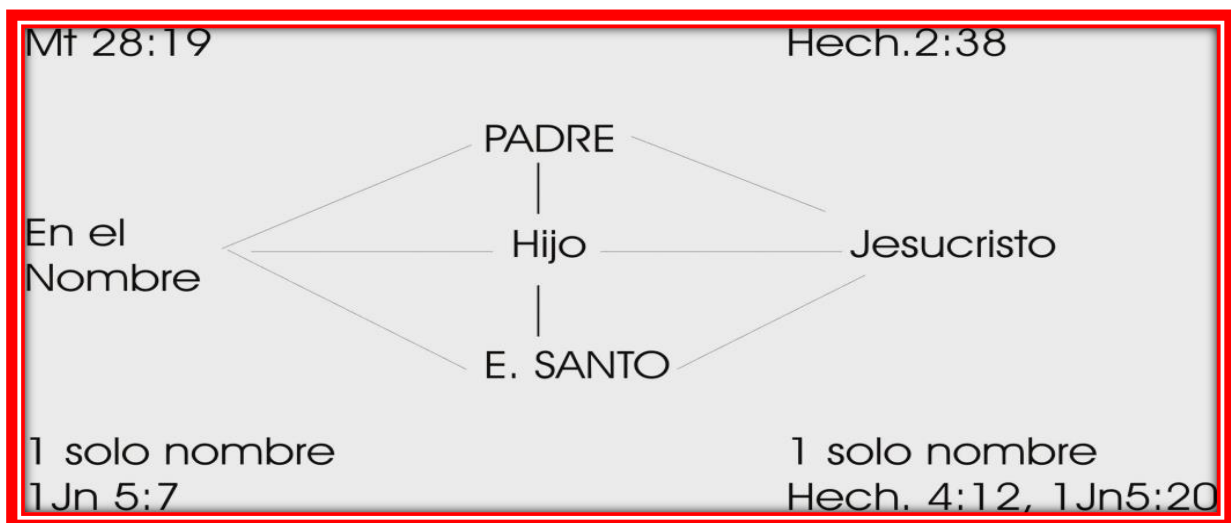 Mt 28:19
Hech.2:38
PADRE
En el
Nombre
Hijo
Jesucristo
E. SANTO
1 solo nombre
1Jn 5:7
1 solo nombre
Hech. 4:12, 1Jn5:20